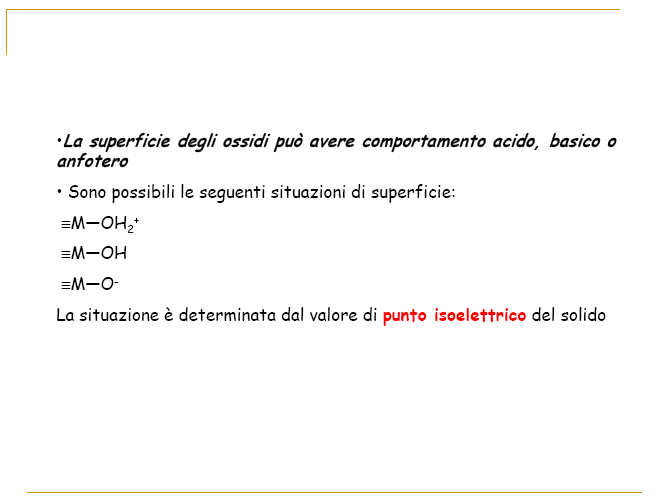 •La superficie degli ossidi può avere comportamento acido, basico o
anfotero
• Sono possibili le seguenti situazioni di superficie:
≡M—OH₂⁺
≡M—OH
≡M—O⁻
La situazione è determinata dal valore di punto isoelettrico del solido